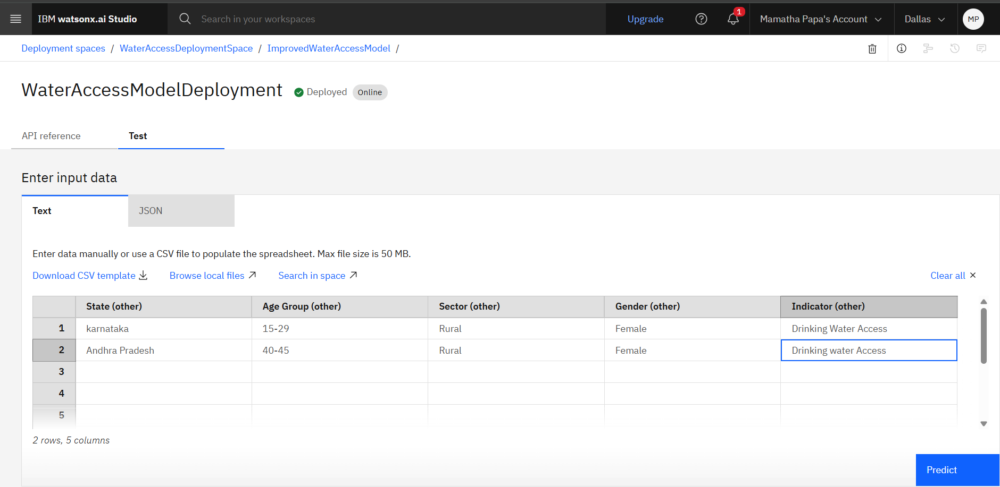 IBM watsonx.ai Studio Search in your workspaces Upgrade 1 Mamatha Papa's Account Dallas MP
Deployment spaces / WaterAccessDeploymentSpace / ImprovedWaterAccessModel /
WaterAccessModelDeployment Deployed Online
API reference Test
Enter input data
Text JSON
Enter data manually or use a CSV file to populate the spreadsheet. Max file size is 50 MB.
Download CSV template Browse local files Search in space Clear all
State (other) Age Group (other) Sector (other) Gender (other) Indicator (other)
1 karnataka 15-29 Rural Female Drinking Water Access
2 Andhra Pradesh 40-45 Rural Female Drinking water Access
3
4
5
2 rows, 5 columns
Predict